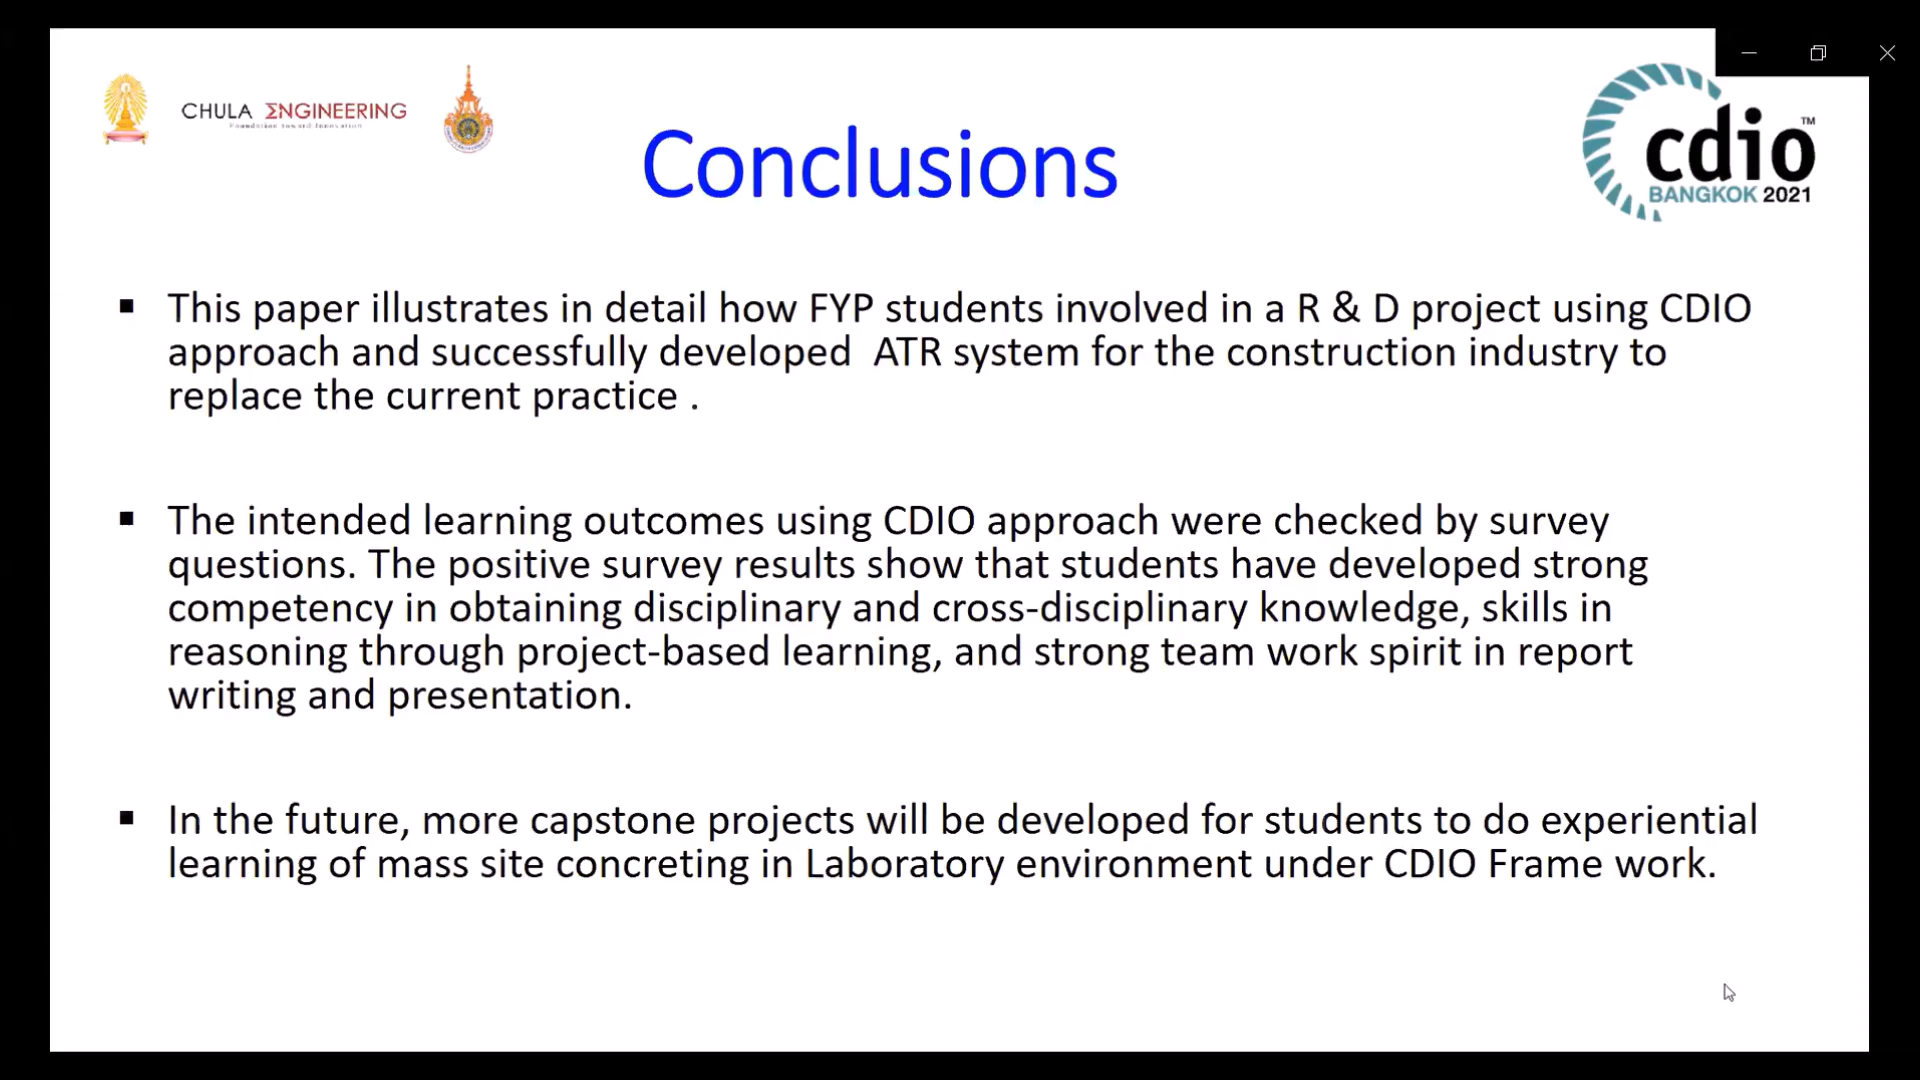 CHULA ΣNGINEERING
Foundation toward Innovation
cdio™
BANGKOK 2021
Conclusions
▪ This paper illustrates in detail how FYP students involved in a R & D project using CDIO
approach and successfully developed  ATR system for the construction industry to
replace the current practice .
▪ The intended learning outcomes using CDIO approach were checked by survey
questions. The positive survey results show that students have developed strong
competency in obtaining disciplinary and cross-disciplinary knowledge, skills in
reasoning through project-based learning, and strong team work spirit in report
writing and presentation.
▪ In the future, more capstone projects will be developed for students to do experiential
learning of mass site concreting in Laboratory environment under CDIO Frame work.